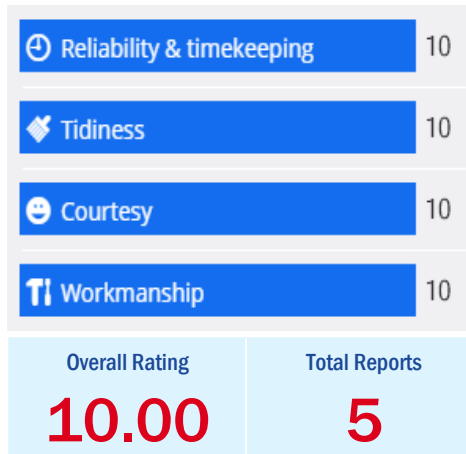 Reliability & timekeeping 10
Tidiness 10
Courtesy 10
Workmanship 10
Overall Rating Total Reports
10.00 5